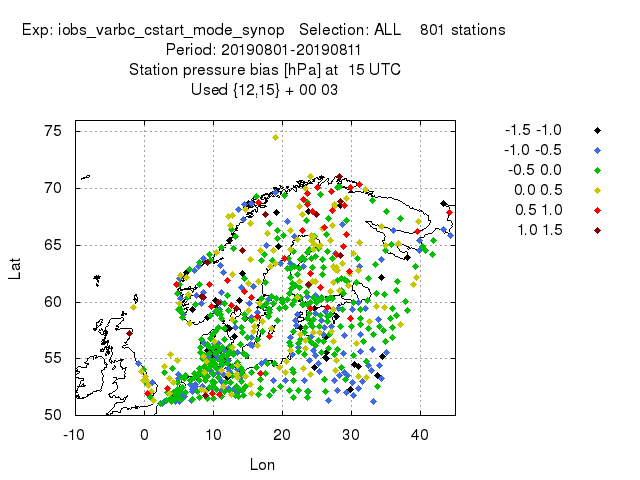 Exp: iobs_varbc_cstart_mode_synop   Selection: ALL    801 stations
Period: 20190801-20190811
Station pressure bias [hPa] at  15 UTC
Used {12,15} + 00 03
-1.5 -1.0
-1.0 -0.5
-0.5 0.0
0.0 0.5
0.5 1.0
1.0 1.5
75
70
65
60
55
50
Lat
-10 0 10 20 30 40
Lon